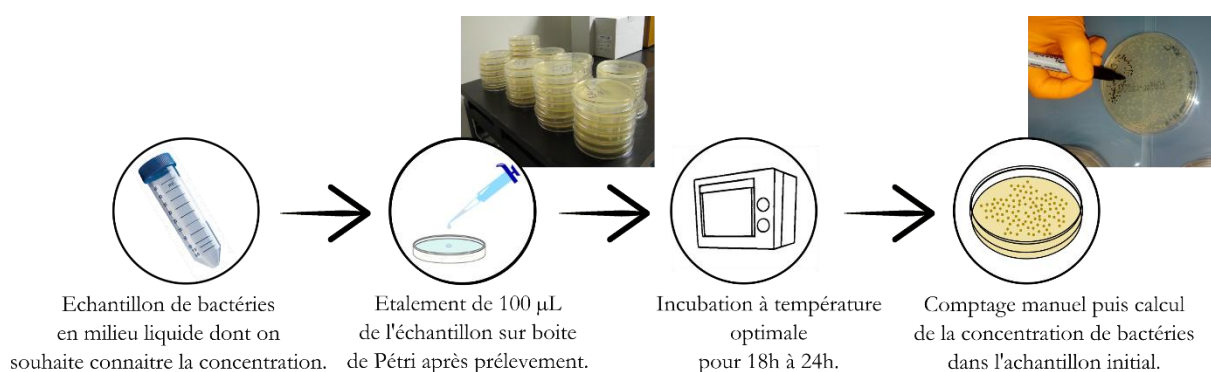 Echantillon de bactéries
en milieu liquide dont on
souhaite connaitre la concentration.
Etalement de 100 µL
de l'échantillon sur boite
de Pétri après prélevement.
Incubation à température
optimale
pour 18h à 24h.
Comptage manuel puis calcul
de la concentration de bactéries
dans l'achantillon initial.